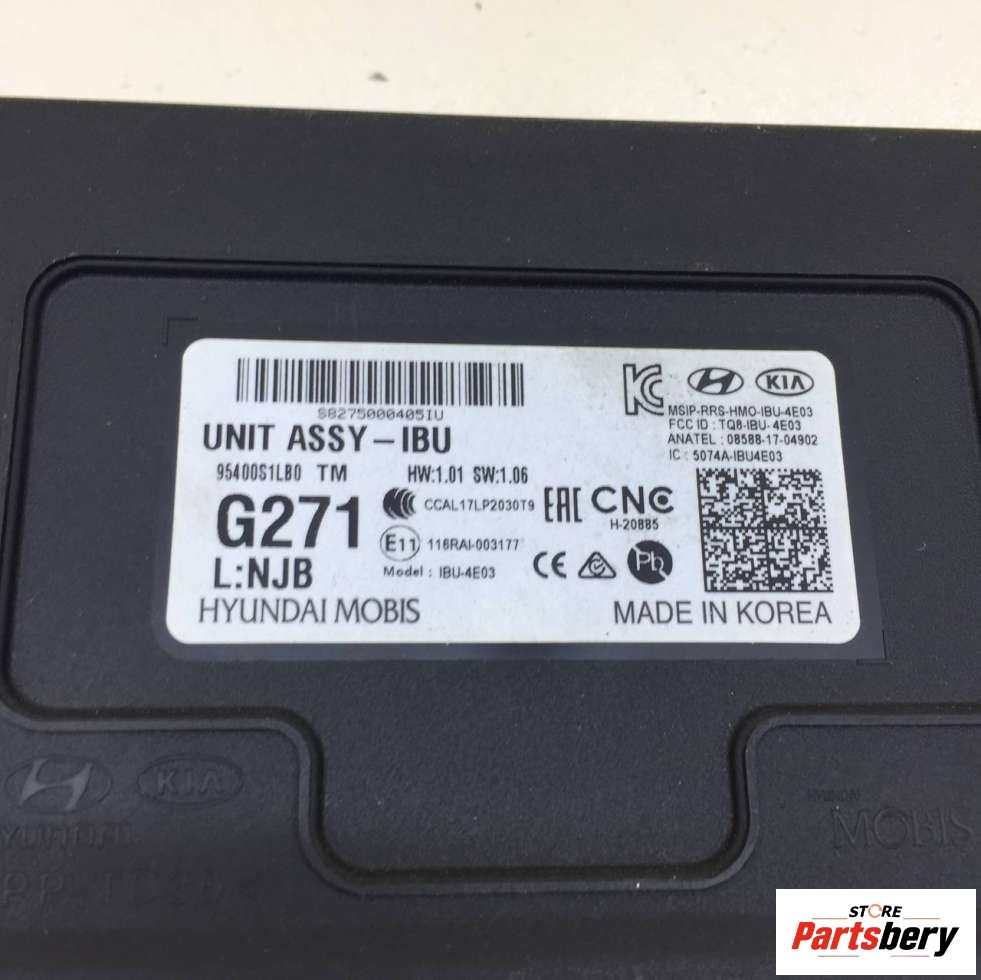 S8275000405IU
UNIT ASSY-IBU
95400S1LB0 TM HW:1.01 SW:1.06
G271
L:NJB
HYUNDAI MOBIS
KC KIA
MSIP-RRS-HMO-IBU-4E03
FCC ID : TQ8-IBU-4E03
ANATEL : 08588-17-04902
IC : 5074A-IBU4E03
CCAL17LP2030T9
E11 116RAI-003177
Model : IBU-4E03
EAC CNC
H-20885
CE Pb
MADE IN KOREA
KIA
HYUNDAI
MOBIS
STORE
Partsbery